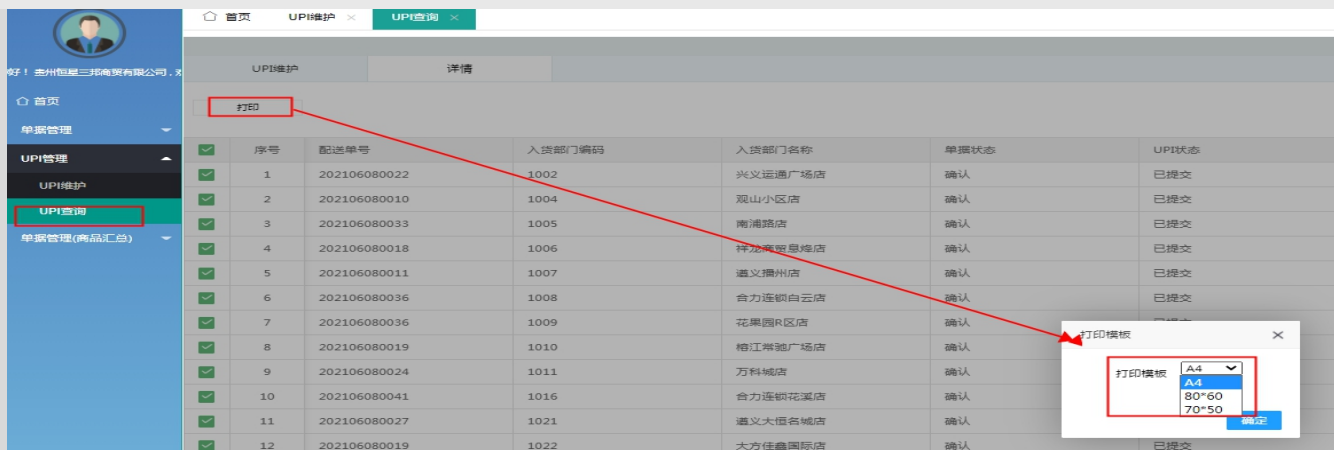 首页 UPI维护 × UPI查询 ×
好！贵州恒星三邦商贸有限公司，
UPI维护 详情
首页
打印
单据管理
序号 配送单号 入货部门编码 入货部门名称 单据状态 UPI状态
UPI管理
1 202106080022 1002 兴义运通广场店 确认 已提交
UPI维护
2 202106080010 1004 观山小区店 确认 已提交
UPI查询
3 202106080033 1005 南浦路店 确认 已提交
单据管理(商品汇总)
4 202106080018 1006 祥龙商贸息烽店 确认 已提交
5 202106080011 1007 遵义播州店 确认 已提交
6 202106080036 1008 合力连锁白云店 确认 已提交
7 202106080036 1009 花果园R区店 确认
8 202106080019 1010 榕江常驰广场店 确认
9 202106080024 1011 万科城店 确认
10 202106080041 1016 合力连锁花溪店 确认
11 202106080027 1021 遵义大恒名城店 确认
12 202106080019 1022 大方佳鑫国际店 确认 已提交
打印模板 ×
打印模板 A4
A4
80*60
70*50
确定